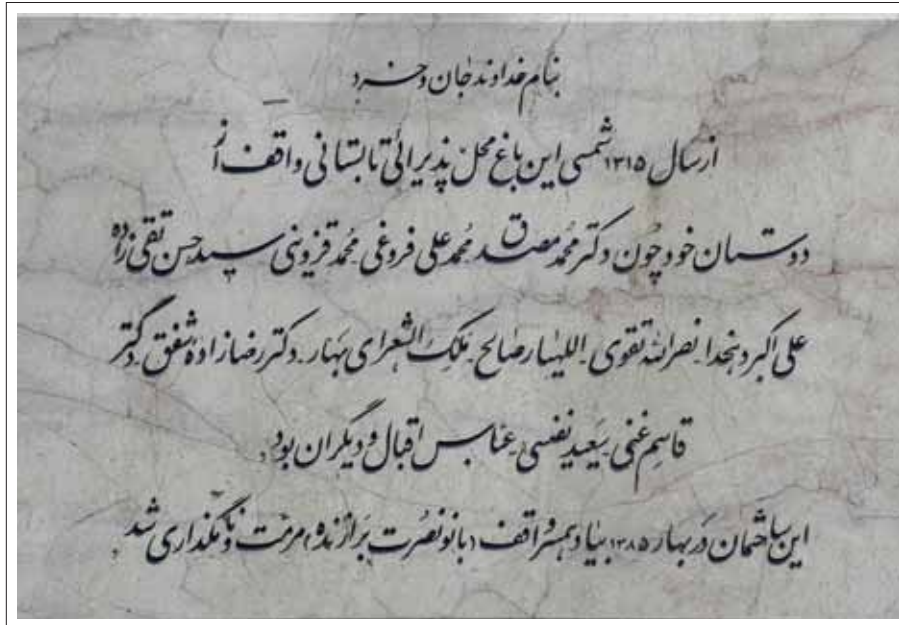 بنام خداوند جان و خرد
از سال ۱۳۱۵ شمسی این باغ محل پذیرائی تابستانی واقف از
دوستان خود چون دکتر محمد مصدق محمد علی فروغی. محمد قزوینی سید حسن تقی زاده
علی اکبر دهخدا. نصرالله تقوی. اللهیار صالح. ملک الشعرای بهار. دکتر رضازاده شفق. دکتر
قاسم غنی. سعید نفیسی. عباس اقبال و دیگران بود.
این ساختمان در بهار ۱۳۸۵ بیاد همسر واقف (بانو نصرت برازنده) مرمت و نامگذاری شد.